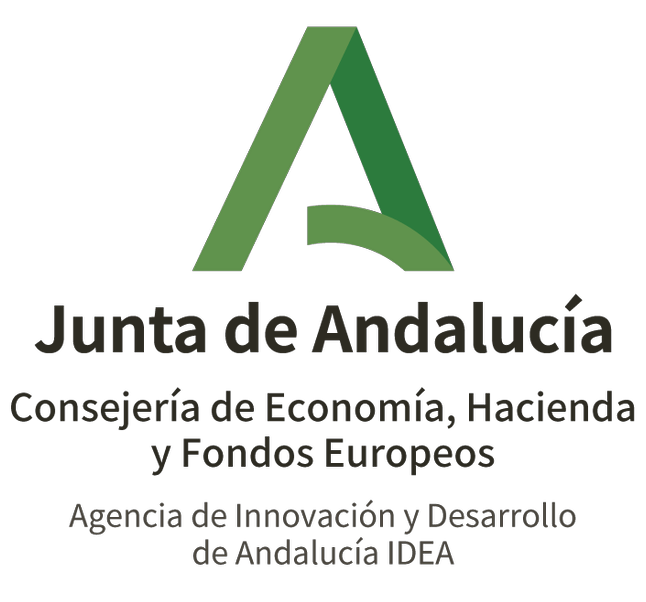 Junta de Andalucía
Consejería de Economía, Hacienda
y Fondos Europeos
Agencia de Innovación y Desarrollo
de Andalucía IDEA